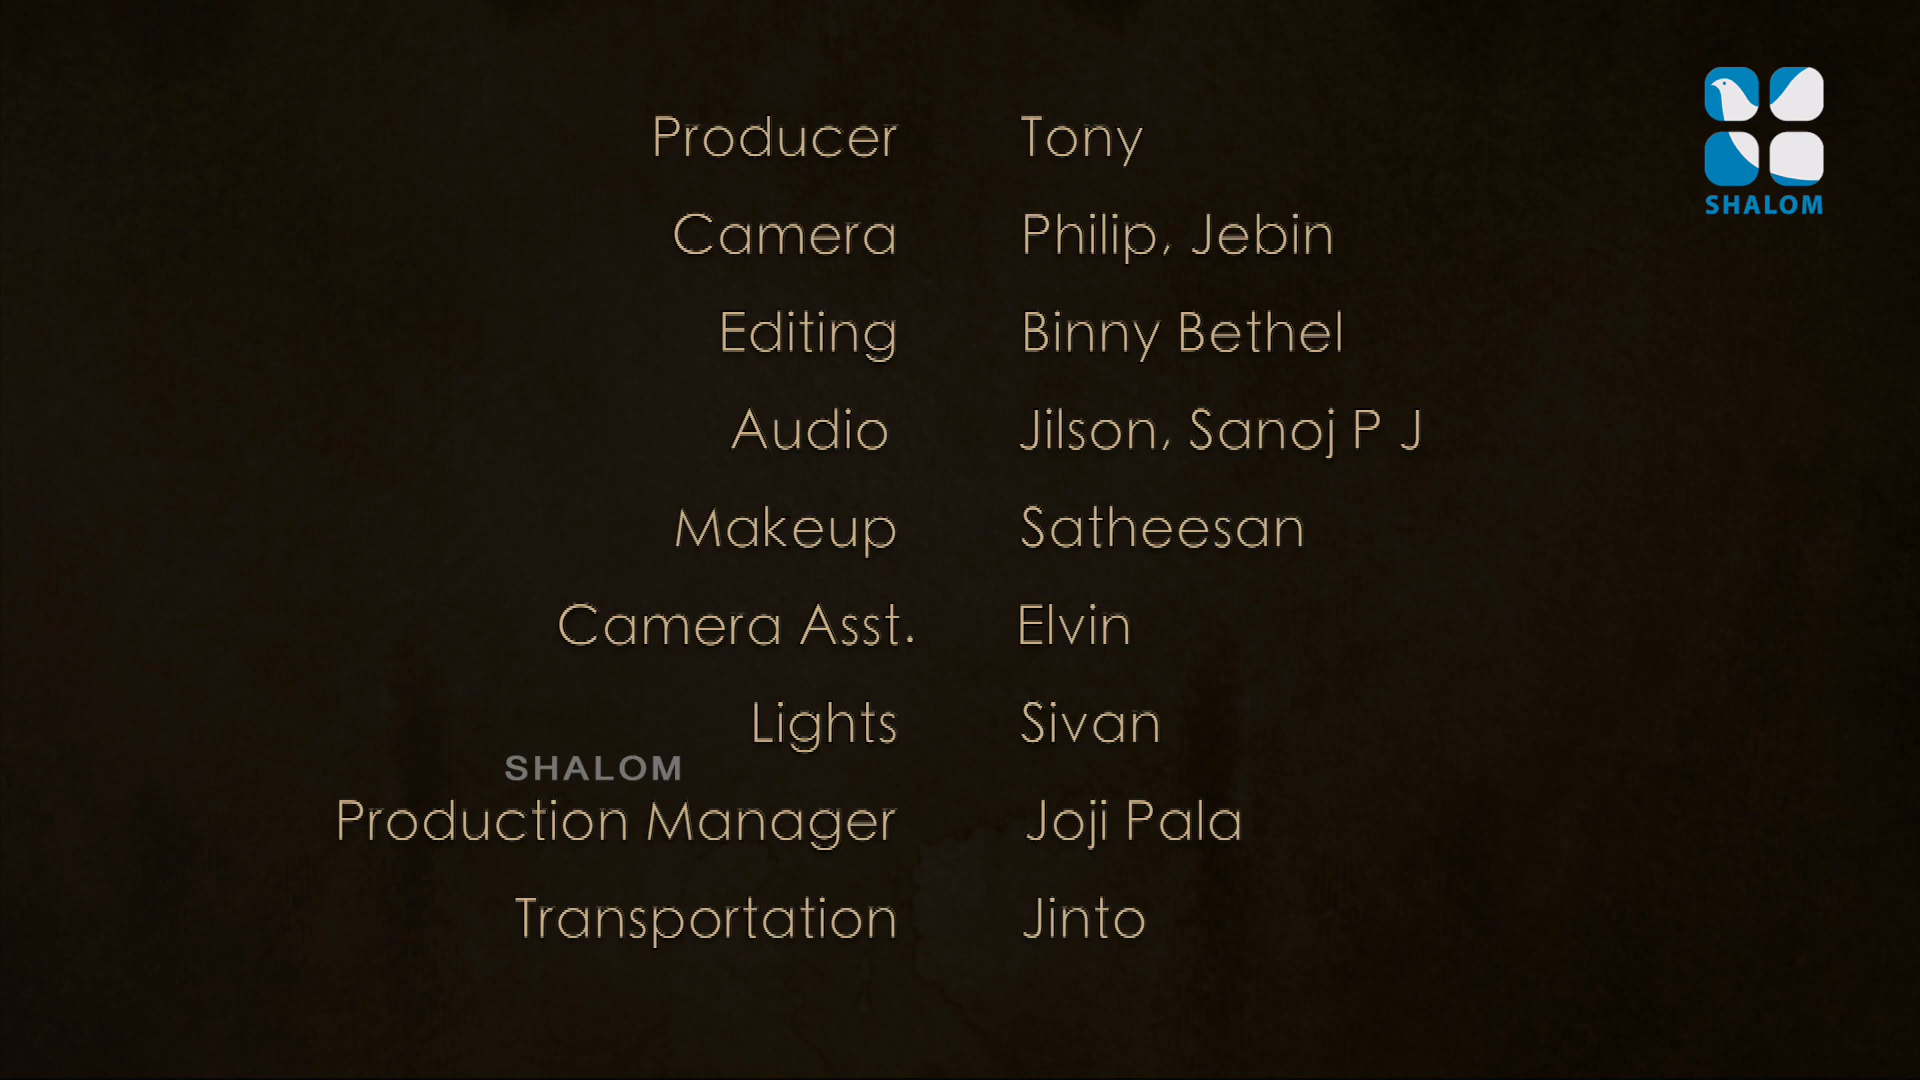 Producer Tony
SHALOM
Camera Philip, Jebin
Editing Binny Bethel
Audio Jilson, Sanoj P J
Makeup Satheesan
Camera Asst. Elvin
Lights Sivan
SHALOM
Production Manager Joji Pala
Transportation Jinto